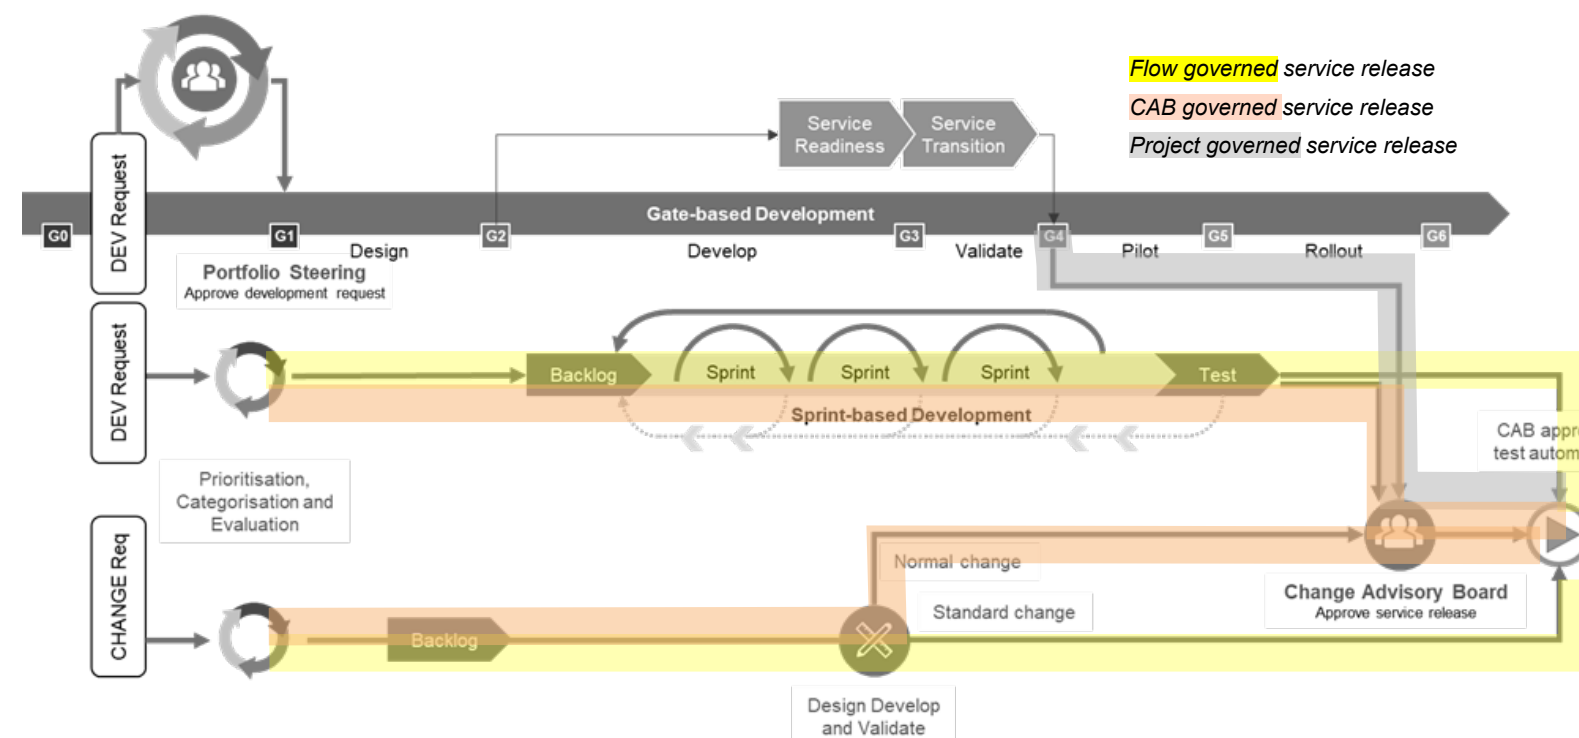 Flow governed service release
CAB governed service release
Project governed service release
Service
Readiness
Service
Transition
DEV Request
Gate-based Development
G0
G1
G2
G3
G4
G5
G6
Design
Develop
Validate
Pilot
Rollout
Portfolio Steering
Approve development request
DEV Request
Backlog
Sprint
Sprint
Sprint
Test
Sprint-based Development
CAB
test
Prioritisation,
Categorisation and
Evaluation
CHANGE Req
Normal change
Standard change
Change Advisory Board
Approve service release
Backlog
Design Develop
and Validate